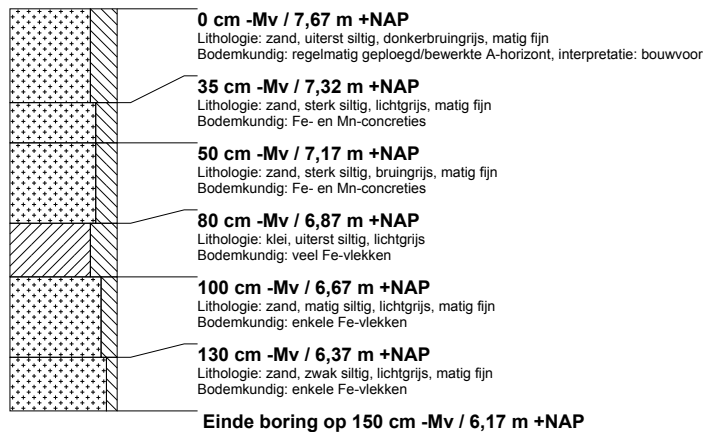 0 cm -Mv / 7,67 m +NAP
Lithologie: zand, uiterst siltig, donkerbruingrijs, matig fijn
Bodemkundig: regelmatig geploegd/bewerkte A-horizont, interpretatie: bouwvoor
35 cm -Mv / 7,32 m +NAP
Lithologie: zand, sterk siltig, lichtgrijs, matig fijn
Bodemkundig: Fe- en Mn-concreties
50 cm -Mv / 7,17 m +NAP
Lithologie: zand, sterk siltig, bruingrijs, matig fijn
Bodemkundig: Fe- en Mn-concreties
80 cm -Mv / 6,87 m +NAP
Lithologie: klei, uiterst siltig, lichtgrijs
Bodemkundig: veel Fe-vlekken
100 cm -Mv / 6,67 m +NAP
Lithologie: zand, matig siltig, lichtgrijs, matig fijn
Bodemkundig: enkele Fe-vlekken
130 cm -Mv / 6,37 m +NAP
Lithologie: zand, zwak siltig, lichtgrijs, matig fijn
Bodemkundig: enkele Fe-vlekken
Einde boring op 150 cm -Mv / 6,17 m +NAP